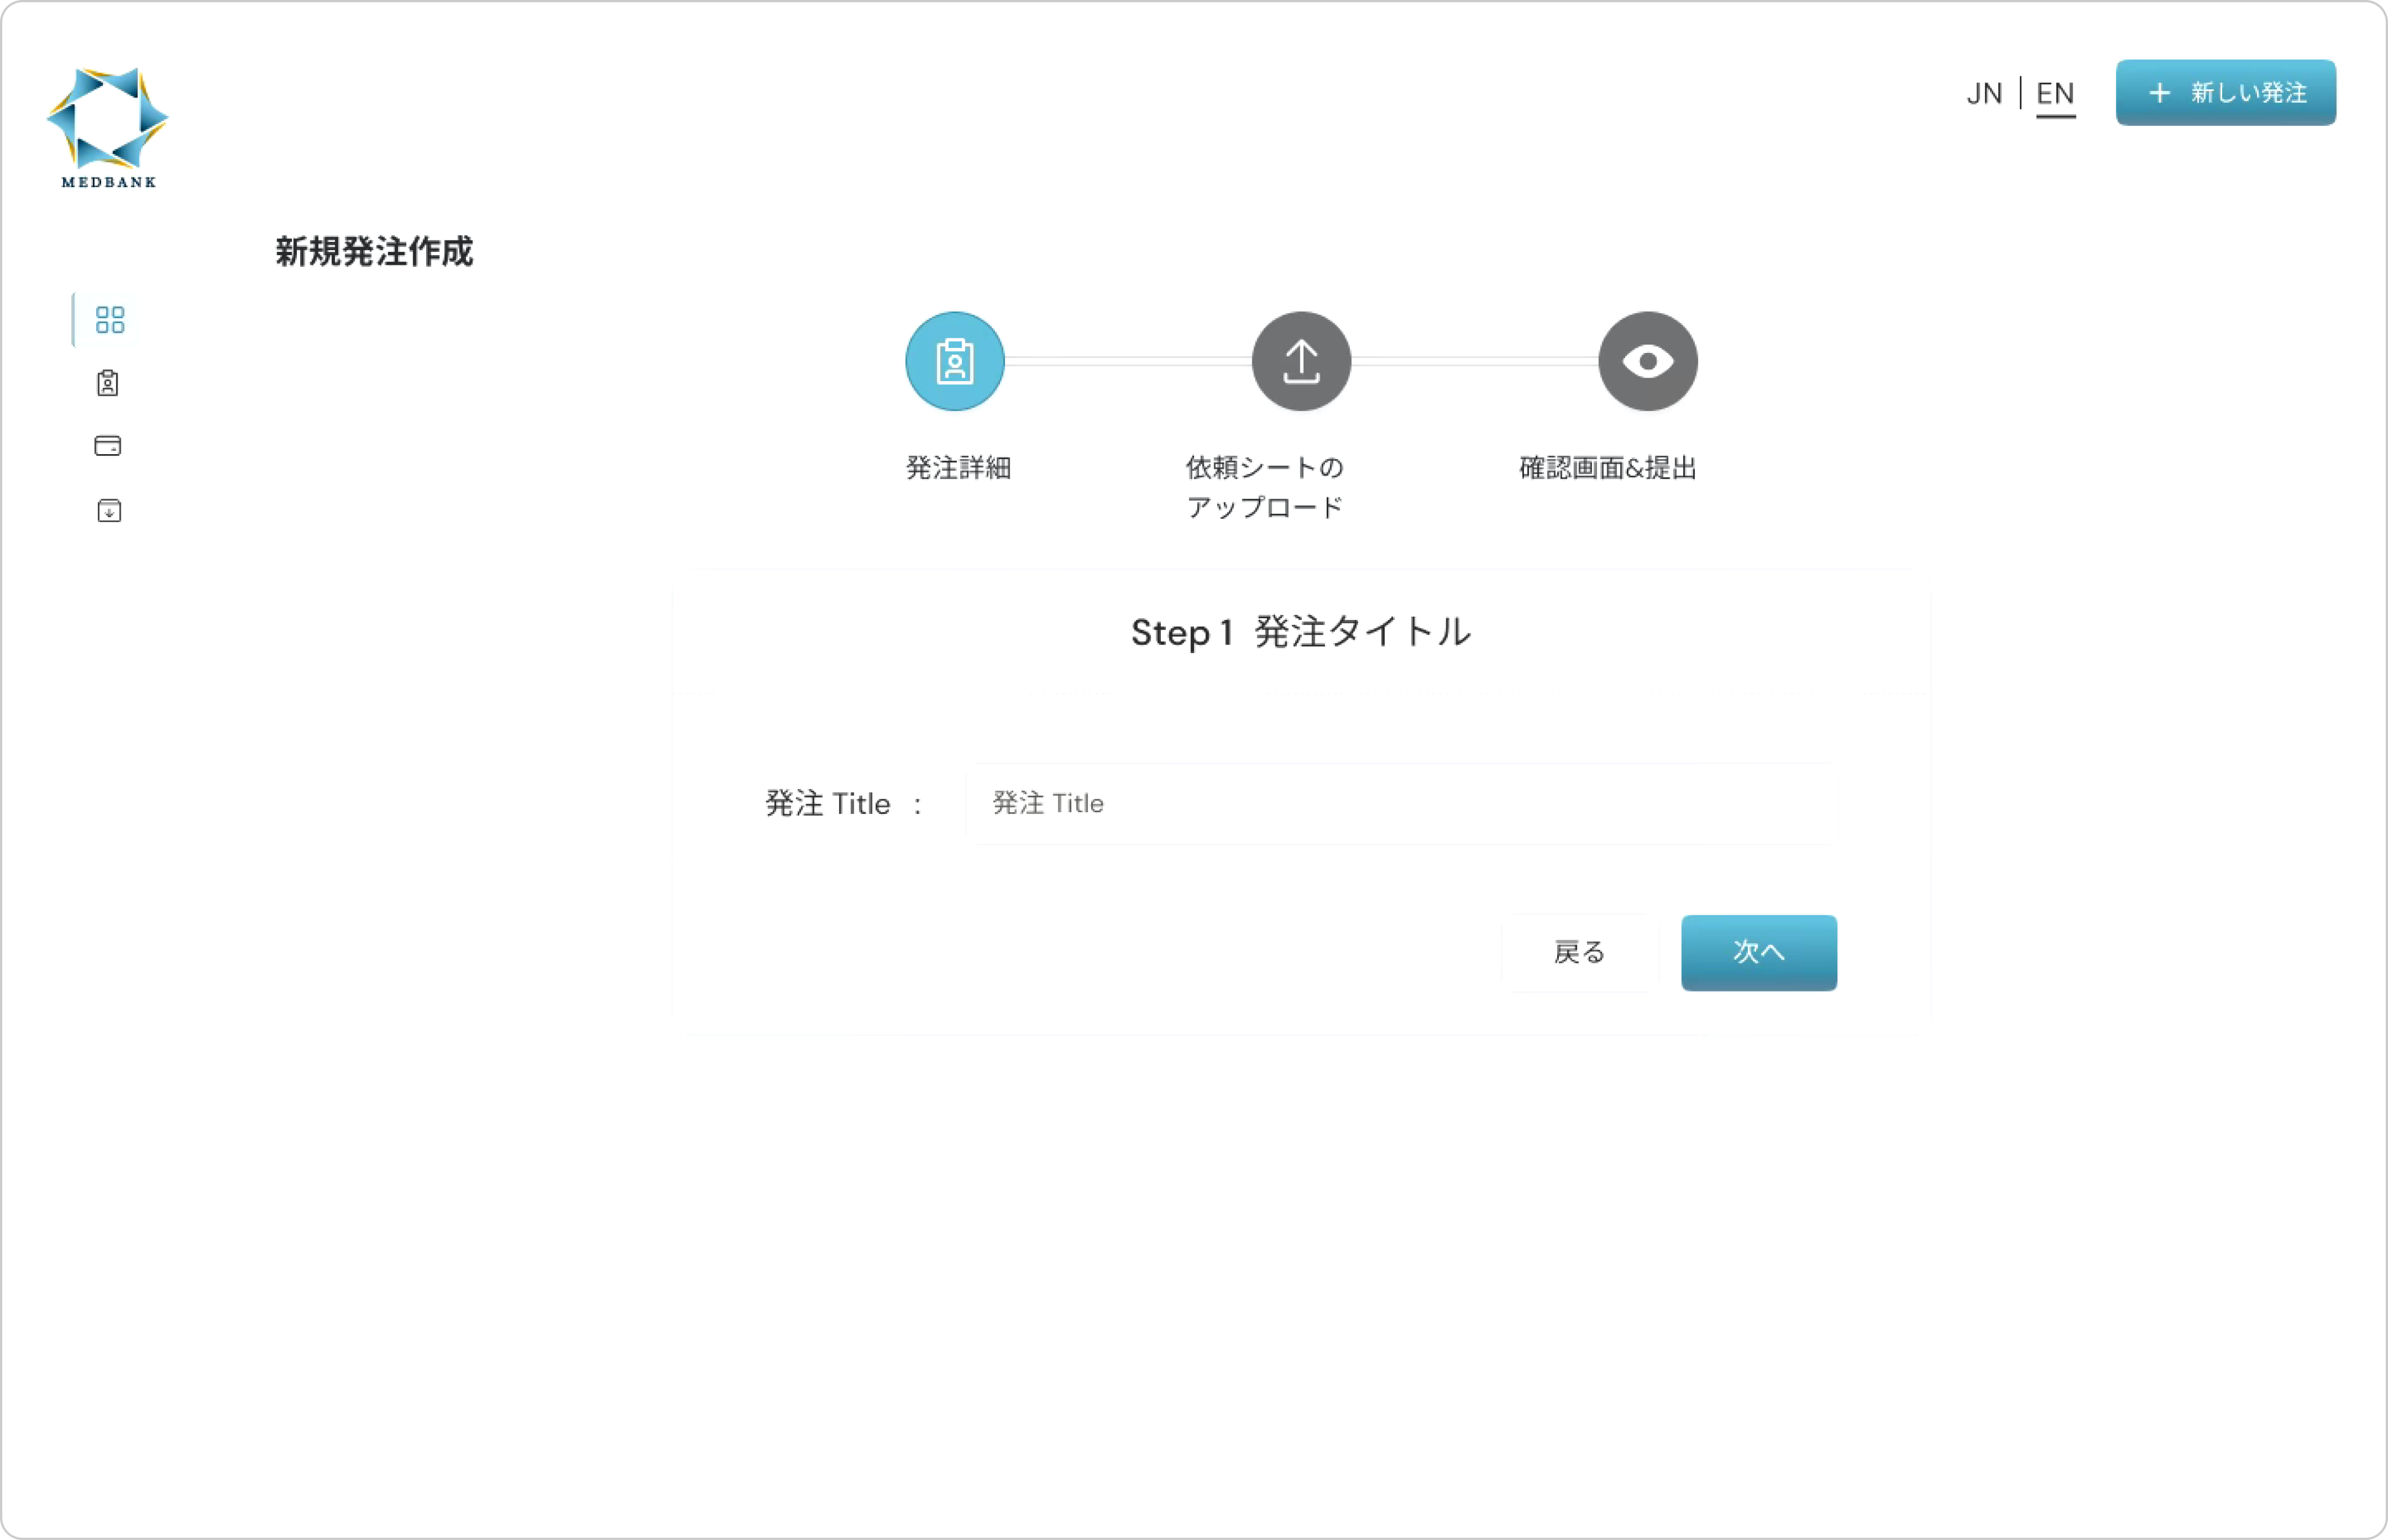 MEDBANK
JN | EN
+ 新しい発注
新規発注作成
発注詳細
依頼シートの
アップロード
確認画面&提出
Step 1 発注タイトル
発注 Title :
発注 Title
戻る
次へ